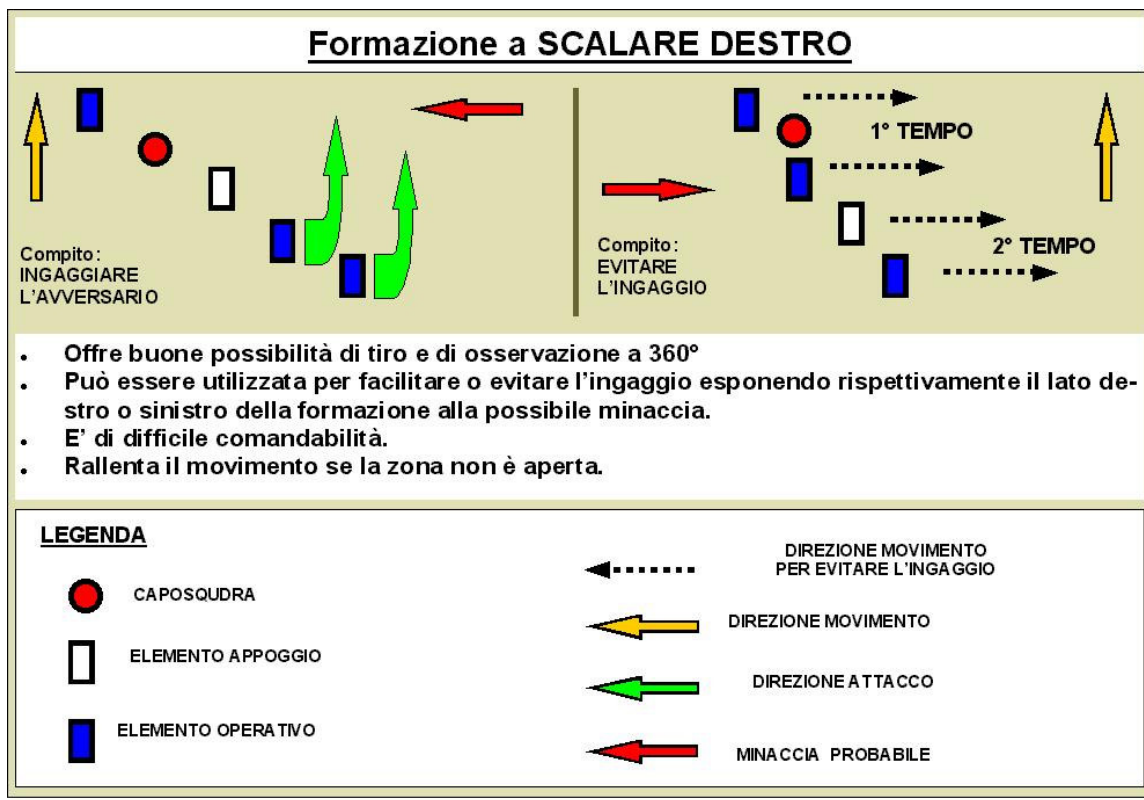 Formazione a SCALARE DESTRO
Compito:
INGAGGIARE
L'AVVERSARIO
1° TEMPO
Compito:
EVITARE
L'INGAGGIO
2° TEMPO
• Offre buone possibilità di tiro e di osservazione a 360°
• Può essere utilizzata per facilitare o evitare l'ingaggio esponendo rispettivamente il lato de-
stro o sinistro della formazione alla possibile minaccia.
• E' di difficile comandabilità.
• Rallenta il movimento se la zona non è aperta.
LEGENDA
CAPOSQUDRA
ELEMENTO APPOGGIO
ELEMENTO OPERATIVO
DIREZIONE MOVIMENTO
PER EVITARE L'INGAGGIO
DIREZIONE MOVIMENTO
DIREZIONE ATTACCO
MINACCIA PROBABILE